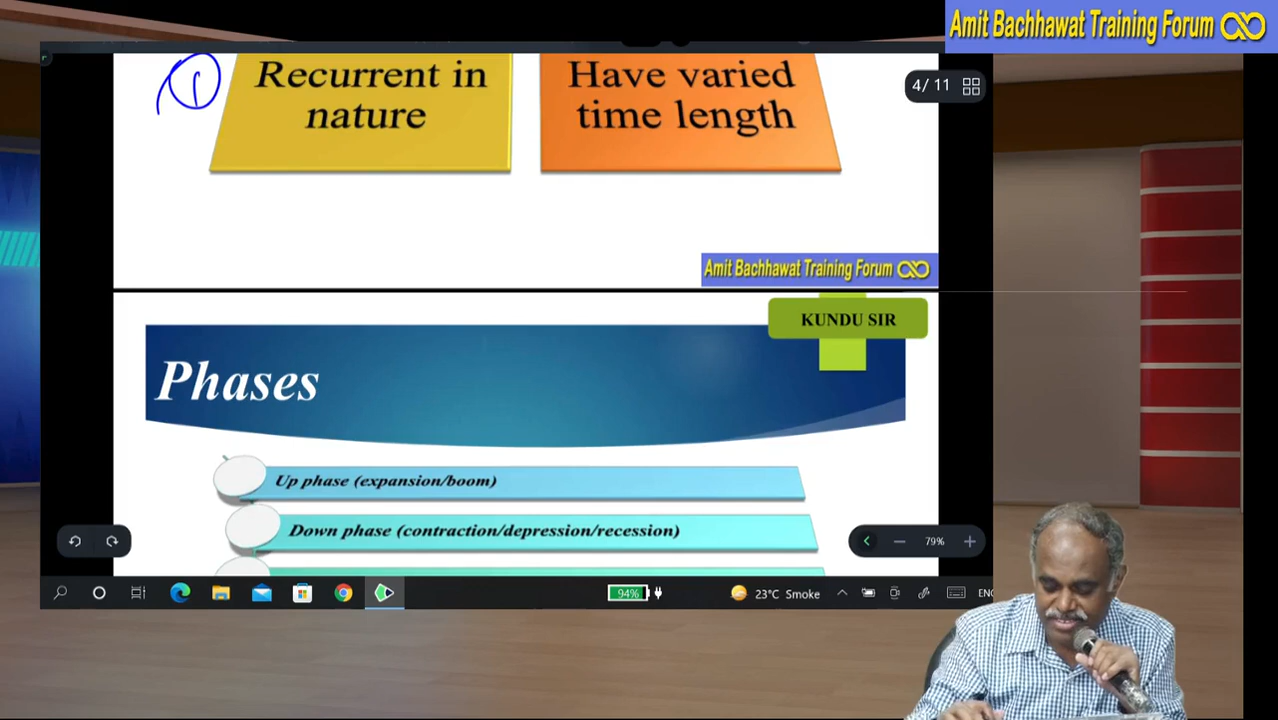 Amit Bachhawat Training Forum
1
Recurrent in
nature
Have varied
time length
4/ 11
Amit Bachhawat Training Forum
KUNDU SIR
Phases
Up phase (expansion/boom)
Down phase (contraction/depression/recession)
79%
94%
23°C Smoke
ENG